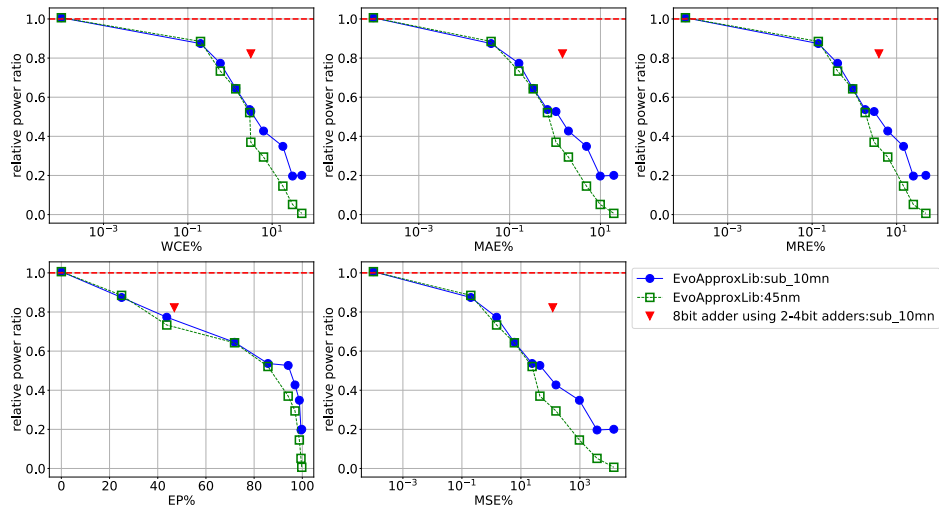 relative power ratio
1.0
0.8
0.6
0.4
0.2
0.0
10⁻³ 10⁻¹ 10¹
WCE%
relative power ratio
1.0
0.8
0.6
0.4
0.2
0.0
10⁻³ 10⁻¹ 10¹
MAE%
relative power ratio
1.0
0.8
0.6
0.4
0.2
0.0
10⁻³ 10⁻¹ 10¹
MRE%
relative power ratio
1.0
0.8
0.6
0.4
0.2
0.0
0 20 40 60 80 100
EP%
relative power ratio
1.0
0.8
0.6
0.4
0.2
0.0
10⁻³ 10⁻¹ 10¹ 10³
MSE%
EvoApproxLib:sub_10mn
EvoApproxLib:45nm
8bit adder using 2-4bit adders:sub_10mn